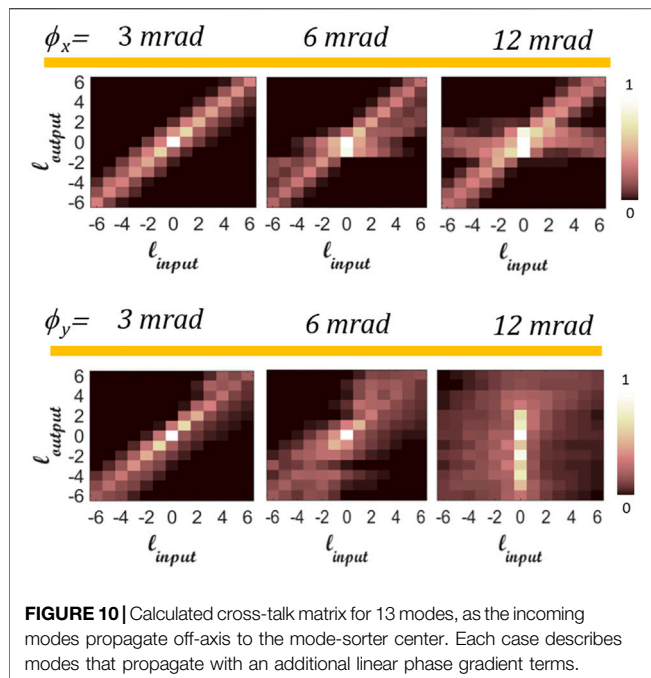 ϕx= 3 mrad 6 mrad 12 mrad
6
4
2
0
-2
-4
-6
ℓoutput
-6 -4 -2 0 2 4 6 -6 -4 -2 0 2 4 6 -6 -4 -2 0 2 4 6
ℓinput ℓinput ℓinput
1
0
ϕy= 3 mrad 6 mrad 12 mrad
6
4
2
0
-2
-4
-6
ℓoutput
-6 -4 -2 0 2 4 6 -6 -4 -2 0 2 4 6 -6 -4 -2 0 2 4 6
ℓinput ℓinput ℓinput
1
0
FIGURE 10 | Calculated cross-talk matrix for 13 modes, as the incoming
modes propagate off-axis to the mode-sorter center. Each case describes
modes that propagate with an additional linear phase gradient terms.